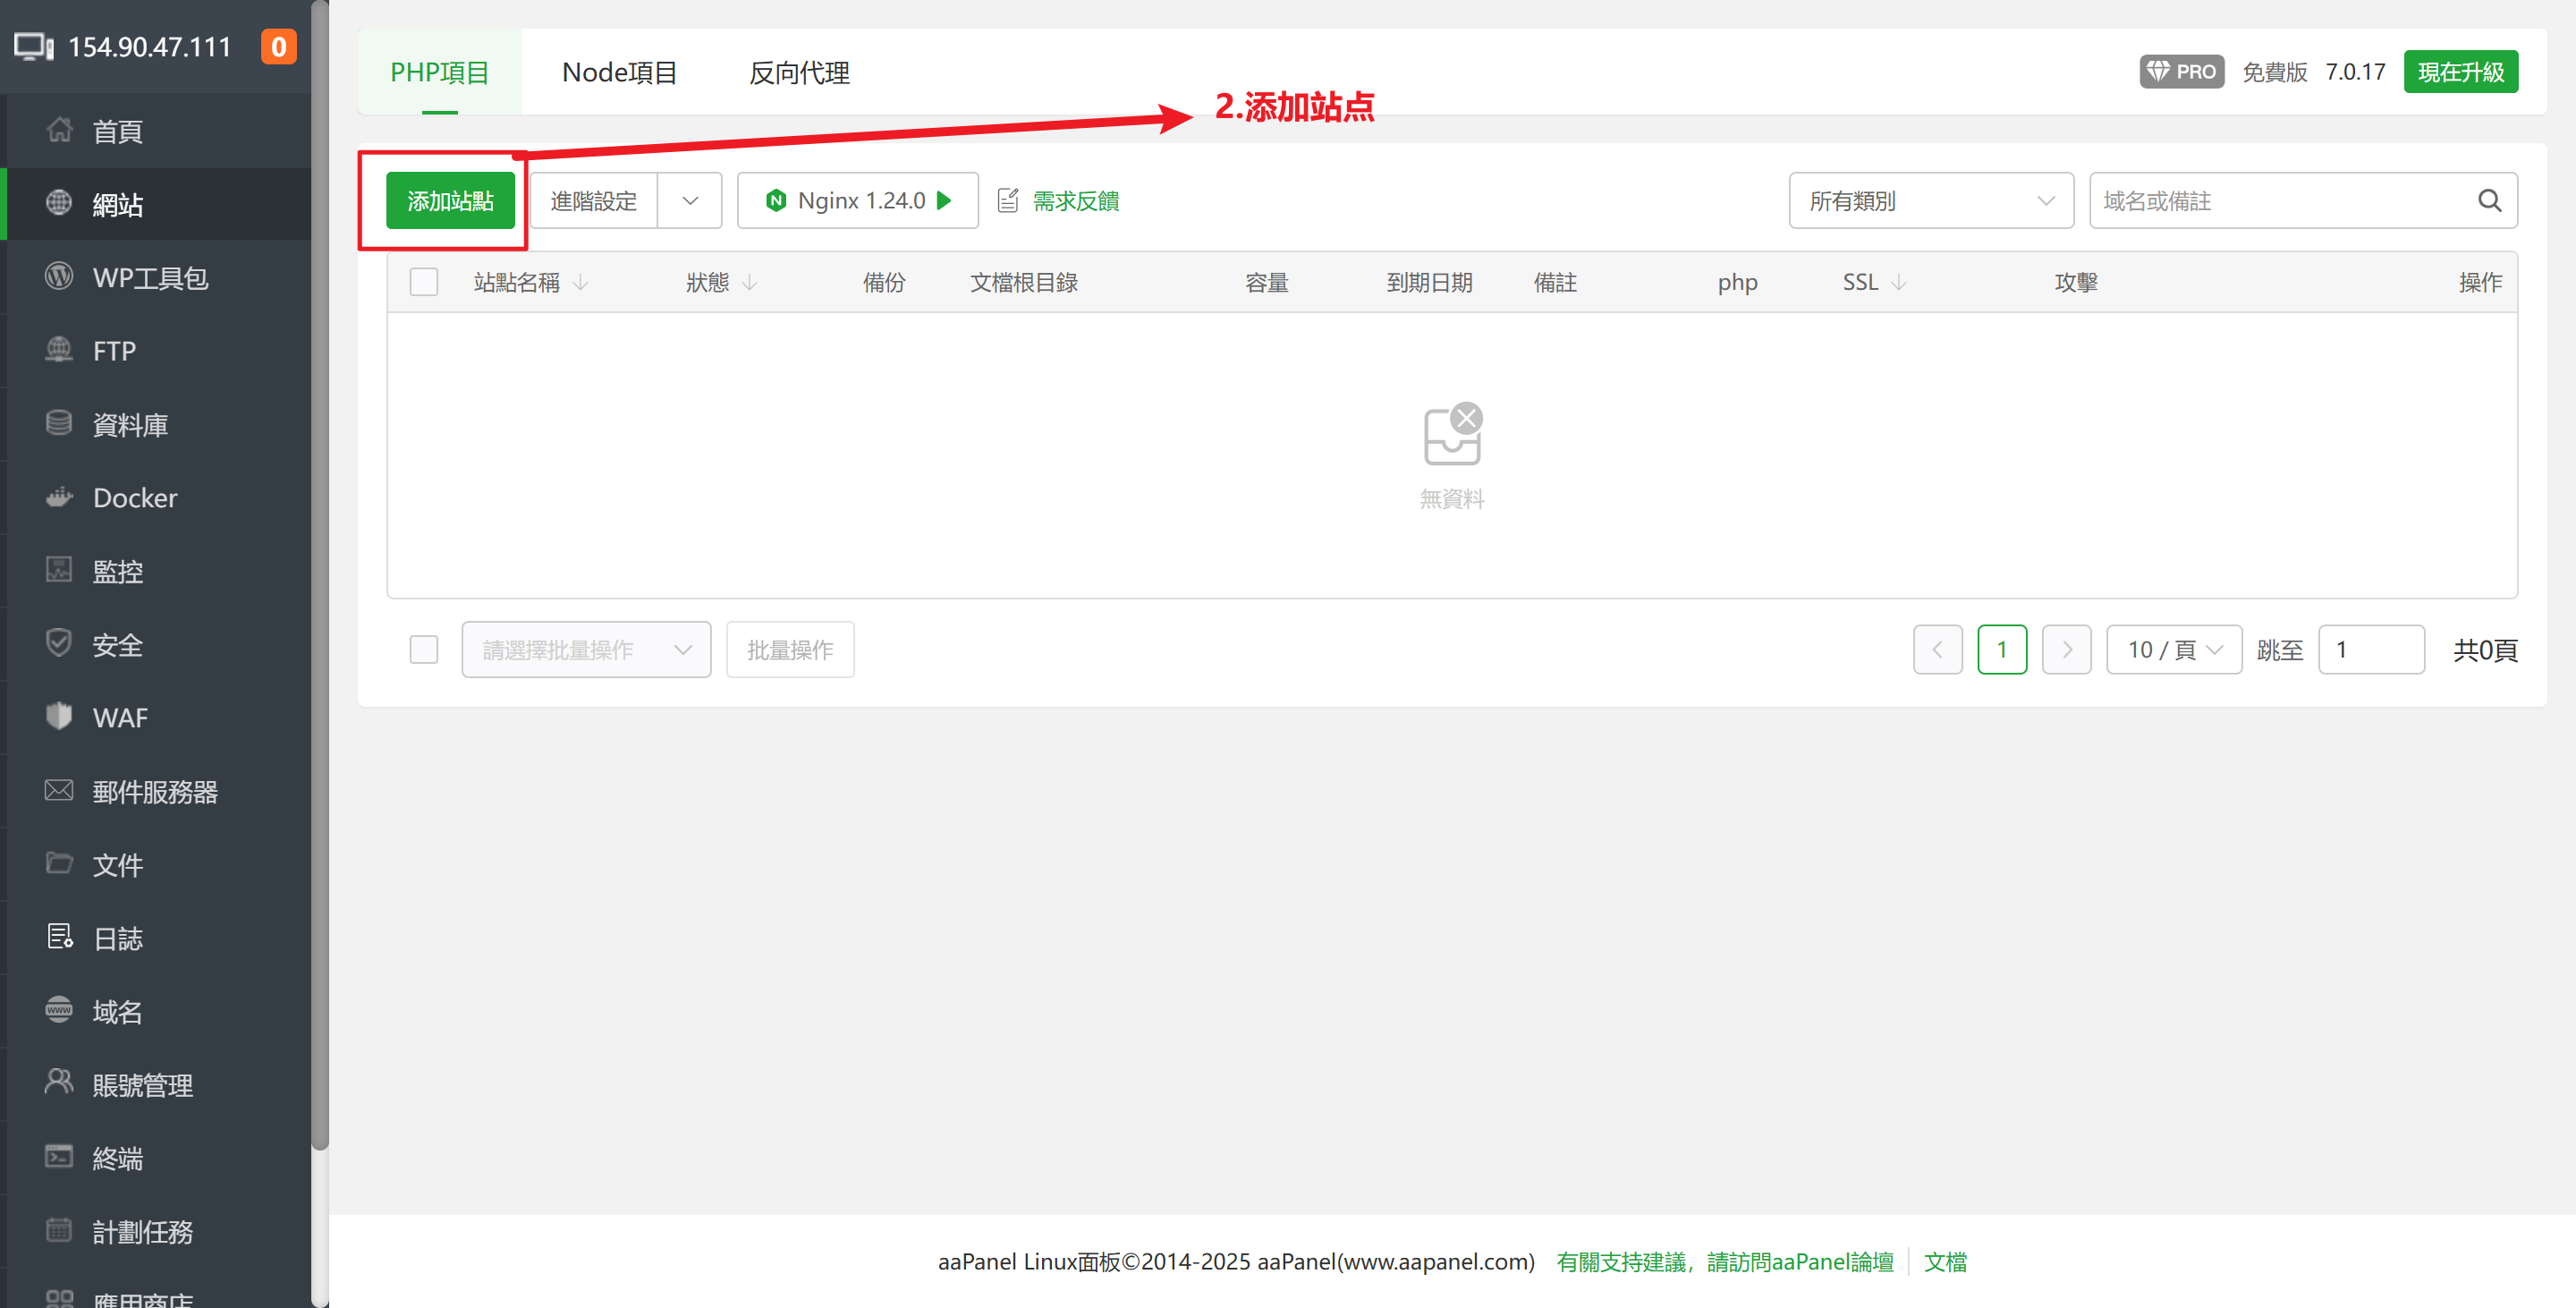 154.90.47.111 0
首頁
網站
WP工具包
FTP
資料庫
Docker
監控
安全
WAF
郵件服務器
文件
日誌
域名
賬號管理
終端
計劃任務
應用商店
PHP項目 Node項目 反向代理
PRO 免費版 7.0.17 現在升級
2.添加站点
添加站點 進階設定 Nginx 1.24.0 需求反饋 所有類別 域名或備註
站點名稱 狀態 備份 文檔根目錄 容量 到期日期 備註 php SSL 攻擊 操作
無資料
請選擇批量操作 批量操作 1 10 / 頁 跳至 1 共0頁
aaPanel Linux面板©2014-2025 aaPanel(www.aapanel.com) 有關支持建議，請訪問aaPanel論壇 文檔